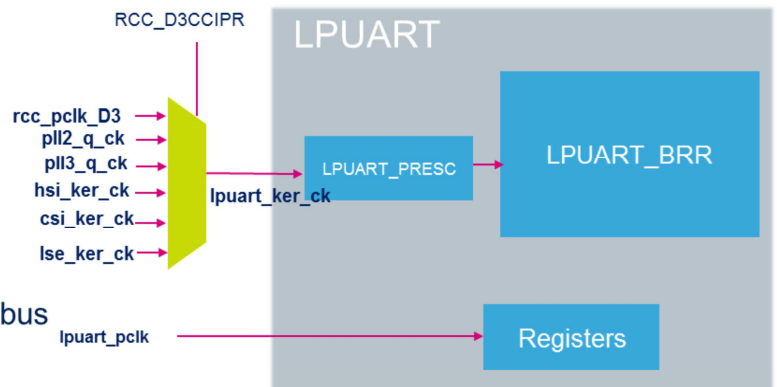 RCC_D3CCIPR
LPUART
rcc_pclk_D3
pll2_q_ck
pll3_q_ck
hsi_ker_ck
csi_ker_ck
lse_ker_ck
lpuart_ker_ck
LPUART_PRESC
LPUART_BRR
bus
lpuart_pclk
Registers